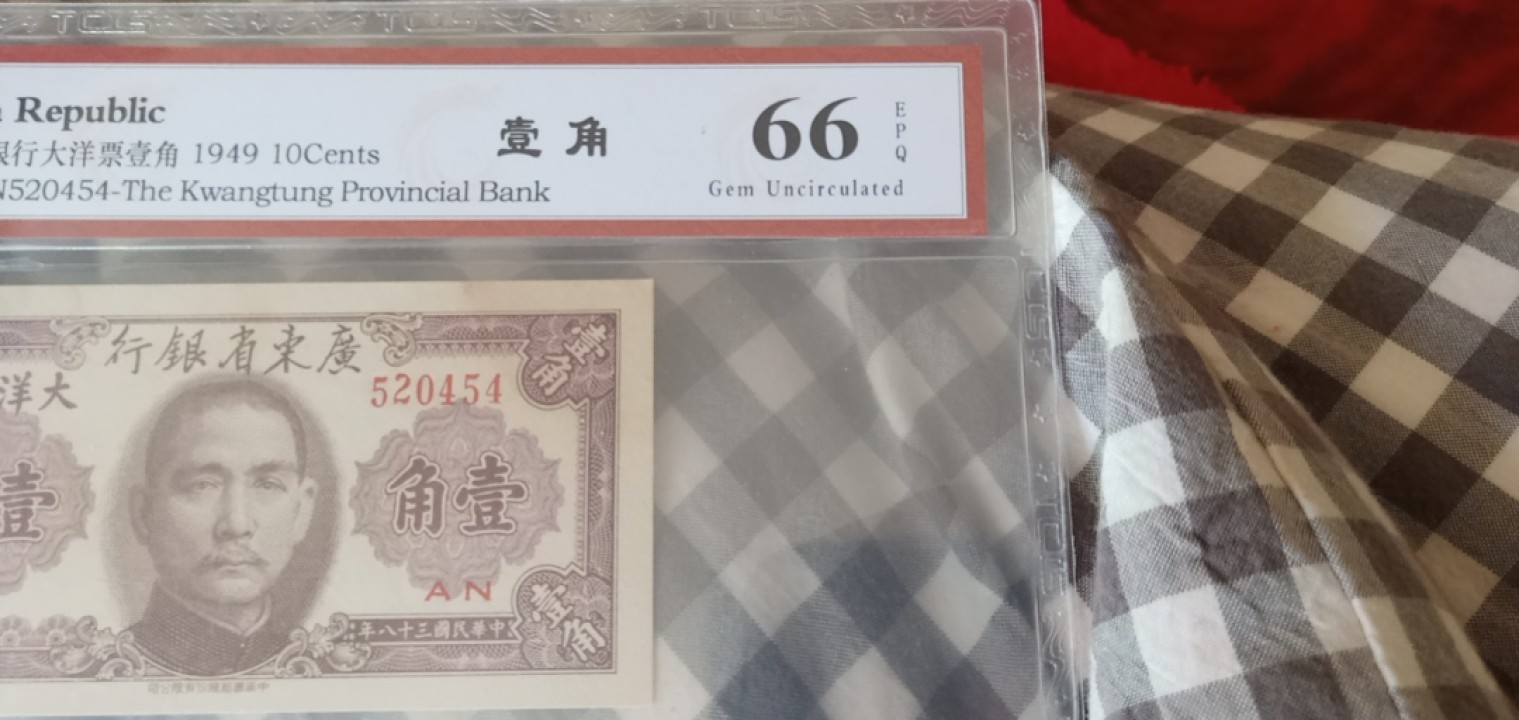 Republic
銀行大洋票壹角 1949 10Cents
N520454-The Kwangtung Provincial Bank
壹角
66
EPQ
Gem Uncirculated
行銀省東廣
大洋
520454
壹角
壹
角壹
AN
壹角
年八十三國民華中